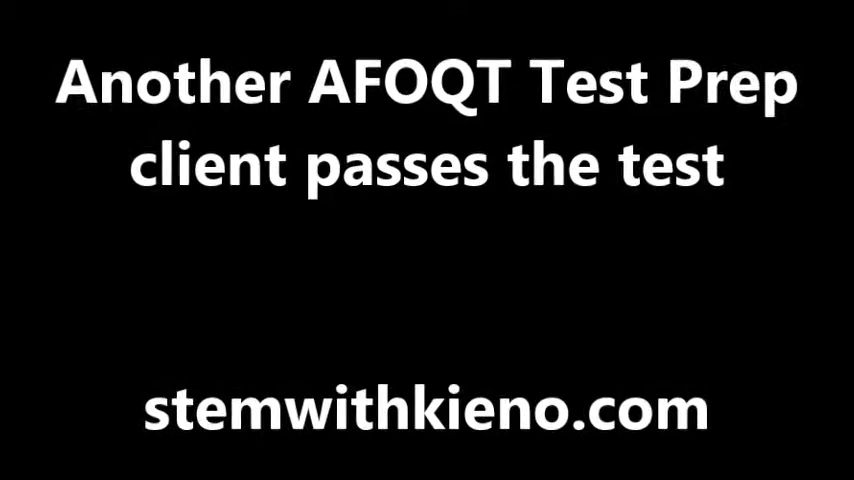 Another AFOQT Test Prep
client passes the test
stemwithkieno.com